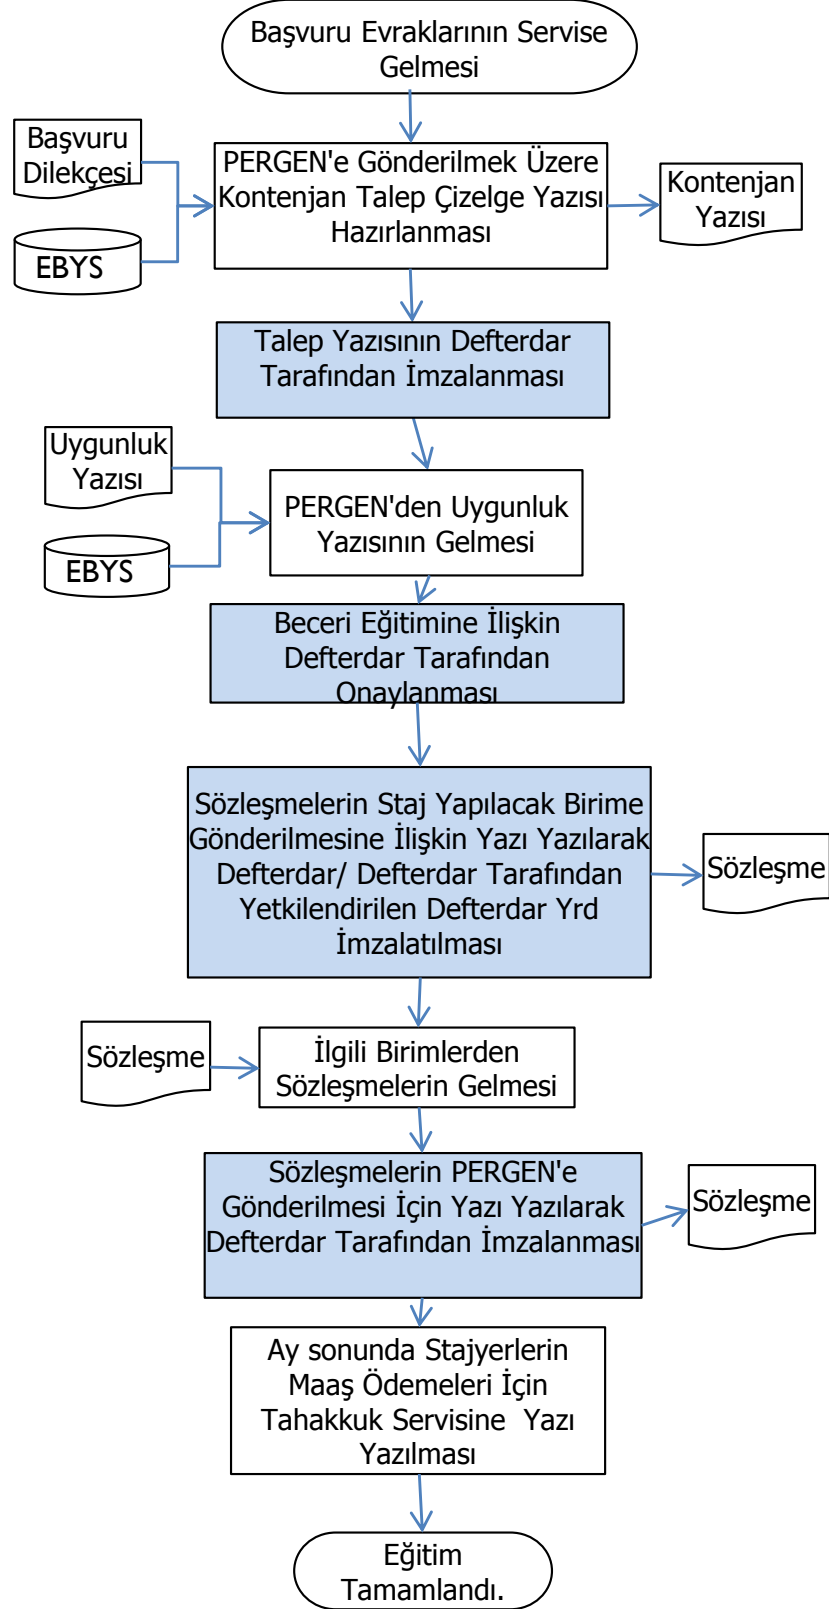 Başvuru Evraklarının Servise
Gelmesi
Başvuru
Dilekçesi
EBYS
PERGEN'e Gönderilmek Üzere
Kontenjan Talep Çizelge Yazısı
Hazırlanması
Kontenjan
Yazısı
Talep Yazısının Defterdar
Tarafından İmzalanması
Uygunluk
Yazısı
EBYS
PERGEN'den Uygunluk
Yazısının Gelmesi
Beceri Eğitimine İlişkin
Defterdar Tarafından
Onaylanması
Sözleşmelerin Staj Yapılacak Birime
Gönderilmesine İlişkin Yazı Yazılarak
Defterdar/ Defterdar Tarafından
Yetkilendirilen Defterdar Yrd
İmzalatılması
Sözleşme
Sözleşme
İlgili Birimlerden
Sözleşmelerin Gelmesi
Sözleşmelerin PERGEN'e
Gönderilmesi İçin Yazı Yazılarak
Defterdar Tarafından İmzalanması
Sözleşme
Ay sonunda Stajyerlerin
Maaş Ödemeleri İçin
Tahakkuk Servisine  Yazı
Yazılması
Eğitim
Tamamlandı.